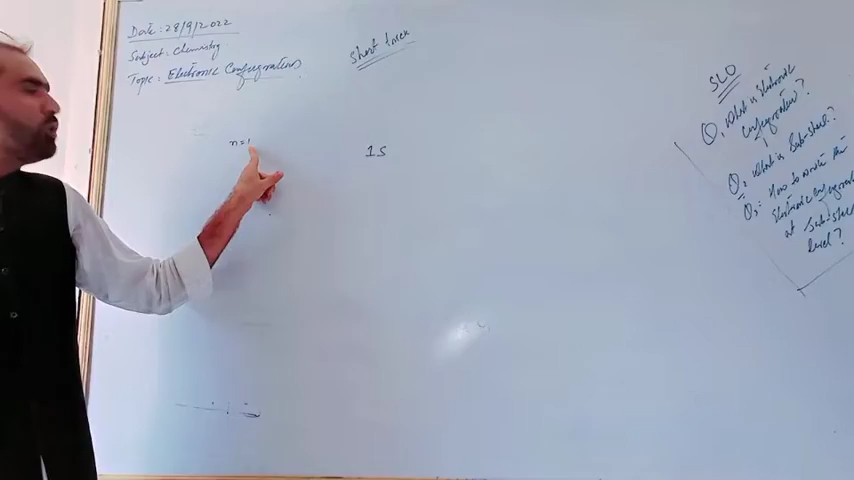 Date: 28/9/2022
Subject: Chemistry
Topic: Electronic Configuration
Short trick
n=1
1S
SLO
Q1 What is Electronic
Configuration?
Q2 What is Sub-shell?
Q3 How to write the
Electronic configuration
at Sub-shell
level?